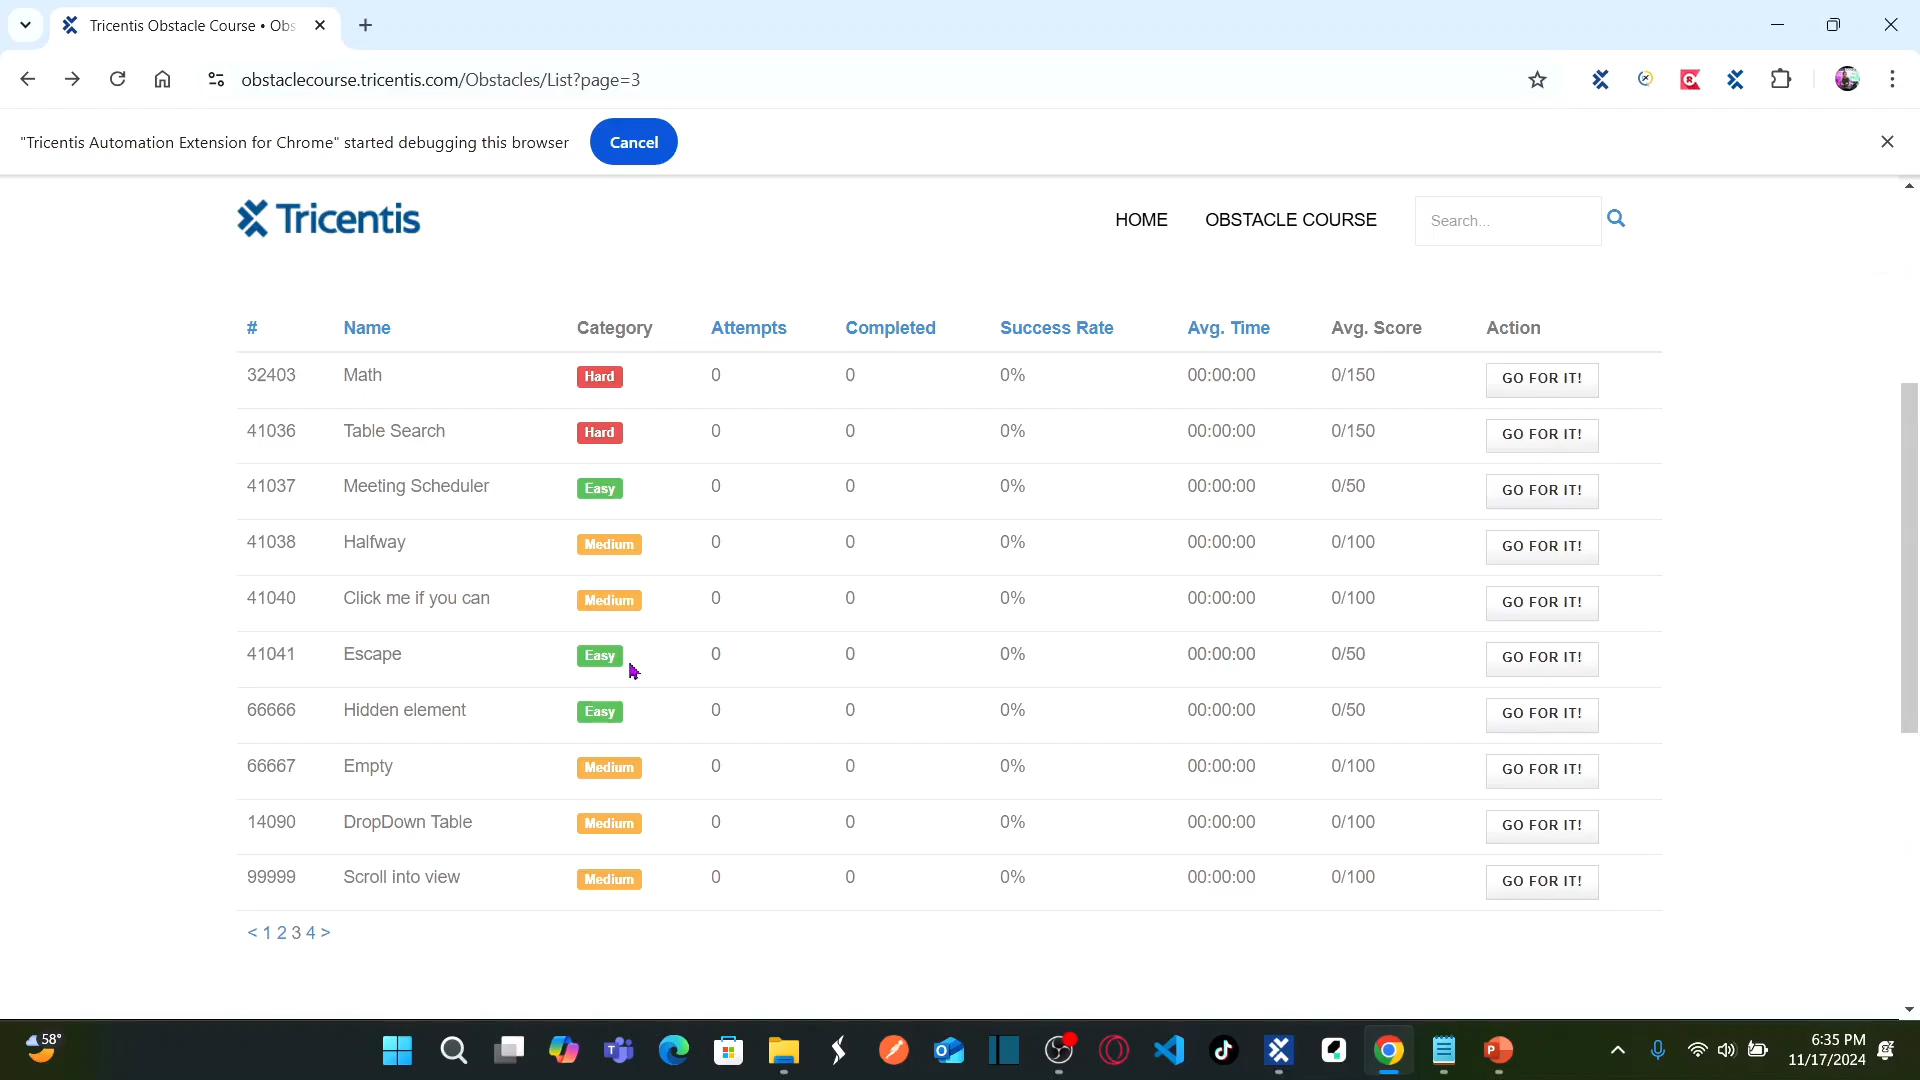 Tricentis Obstacle Course • Obs
obstaclecourse.tricentis.com/Obstacles/List?page=3
"Tricentis Automation Extension for Chrome" started debugging this browser Cancel
Tricentis HOME OBSTACLE COURSE Search...
# Name Category Attempts Completed Success Rate Avg. Time Avg. Score Action
32403 Math Hard 0 0 0% 00:00:00 0/150 GO FOR IT!
41036 Table Search Hard 0 0 0% 00:00:00 0/150 GO FOR IT!
41037 Meeting Scheduler Easy 0 0 0% 00:00:00 0/50 GO FOR IT!
41038 Halfway Medium 0 0 0% 00:00:00 0/100 GO FOR IT!
41040 Click me if you can Medium 0 0 0% 00:00:00 0/100 GO FOR IT!
41041 Escape Easy 0 0 0% 00:00:00 0/50 GO FOR IT!
66666 Hidden element Easy 0 0 0% 00:00:00 0/50 GO FOR IT!
66667 Empty Medium 0 0 0% 00:00:00 0/100 GO FOR IT!
14090 DropDown Table Medium 0 0 0% 00:00:00 0/100 GO FOR IT!
99999 Scroll into view Medium 0 0 0% 00:00:00 0/100 GO FOR IT!
< 1 2 3 4 >
58° 6:35 PM
11/17/2024